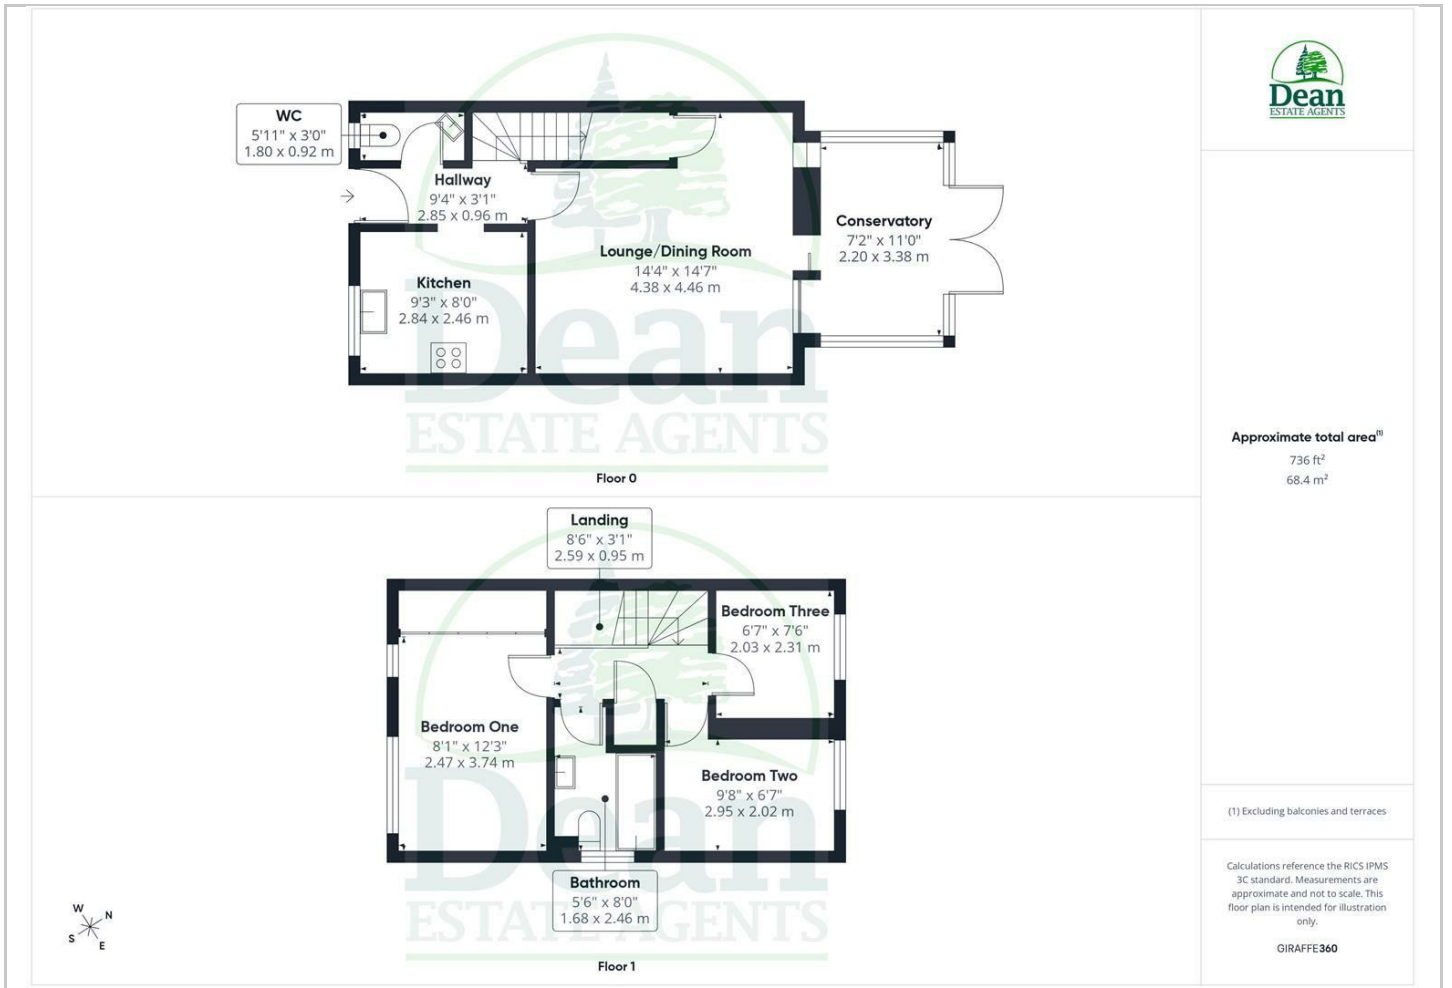 WC
5'11" x 3'0"
1.80 x 0.92 m
Hallway
9'4" x 3'1"
2.85 x 0.96 m
Kitchen
9'3" x 8'0"
2.84 x 2.46 m
Lounge/Dining Room
14'4" x 14'7"
4.38 x 4.46 m
Conservatory
7'2" x 11'0"
2.20 x 3.38 m
Dean
ESTATE AGENTS
Floor 0
Landing
8'6" x 3'1"
2.59 x 0.95 m
Bedroom Three
6'7" x 7'6"
2.03 x 2.31 m
Bedroom One
8'1" x 12'3"
2.47 x 3.74 m
Bedroom Two
9'8" x 6'7"
2.95 x 2.02 m
Bathroom
5'6" x 8'0"
1.68 x 2.46 m
Dean
ESTATE AGENTS
Floor 1
W
N
S
E
Dean
ESTATE AGENTS
Approximate total area(1)
736 ft²
68.4 m²
(1) Excluding balconies and terraces
Calculations reference the RICS IPMS
3C standard. Measurements are
approximate and not to scale. This
floor plan is intended for illustration
only.
GIRAFFE360